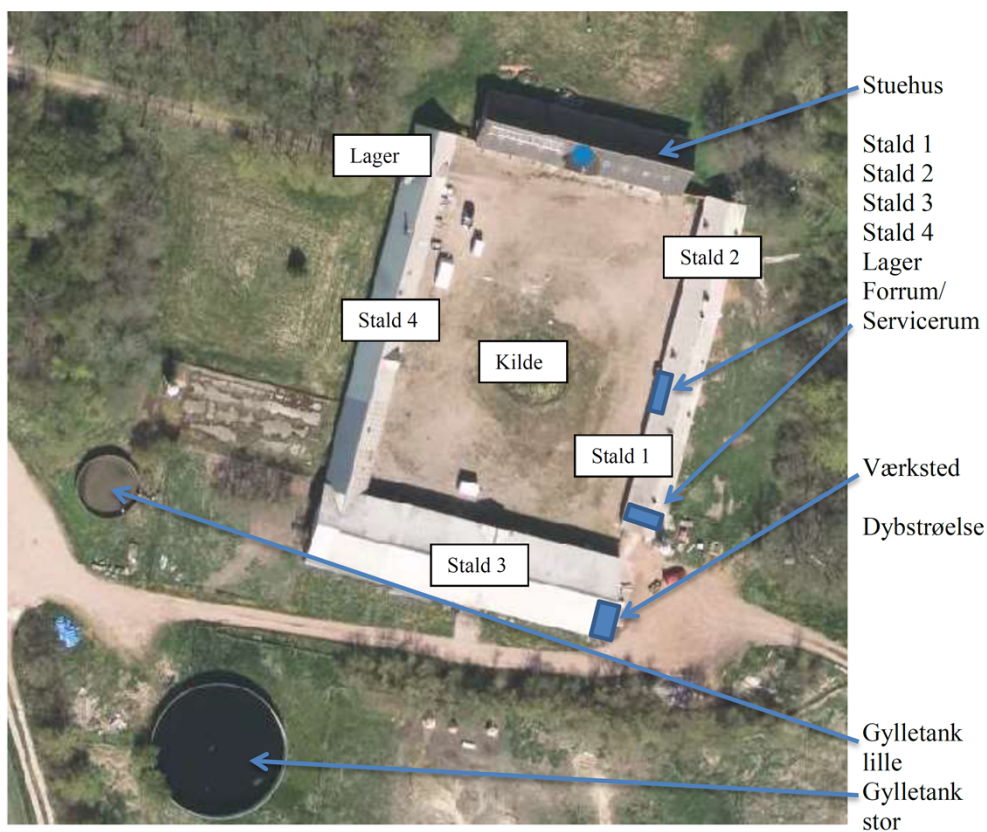 Stuehus
Lager
Stald 1
Stald 2
Stald 3
Stald 4
Lager
Forrum/
Servicerum
Stald 2
Stald 4
Kilde
Stald 1
Værksted
Dybstrøelse
Stald 3
Gylletank
lille
Gylletank
stor